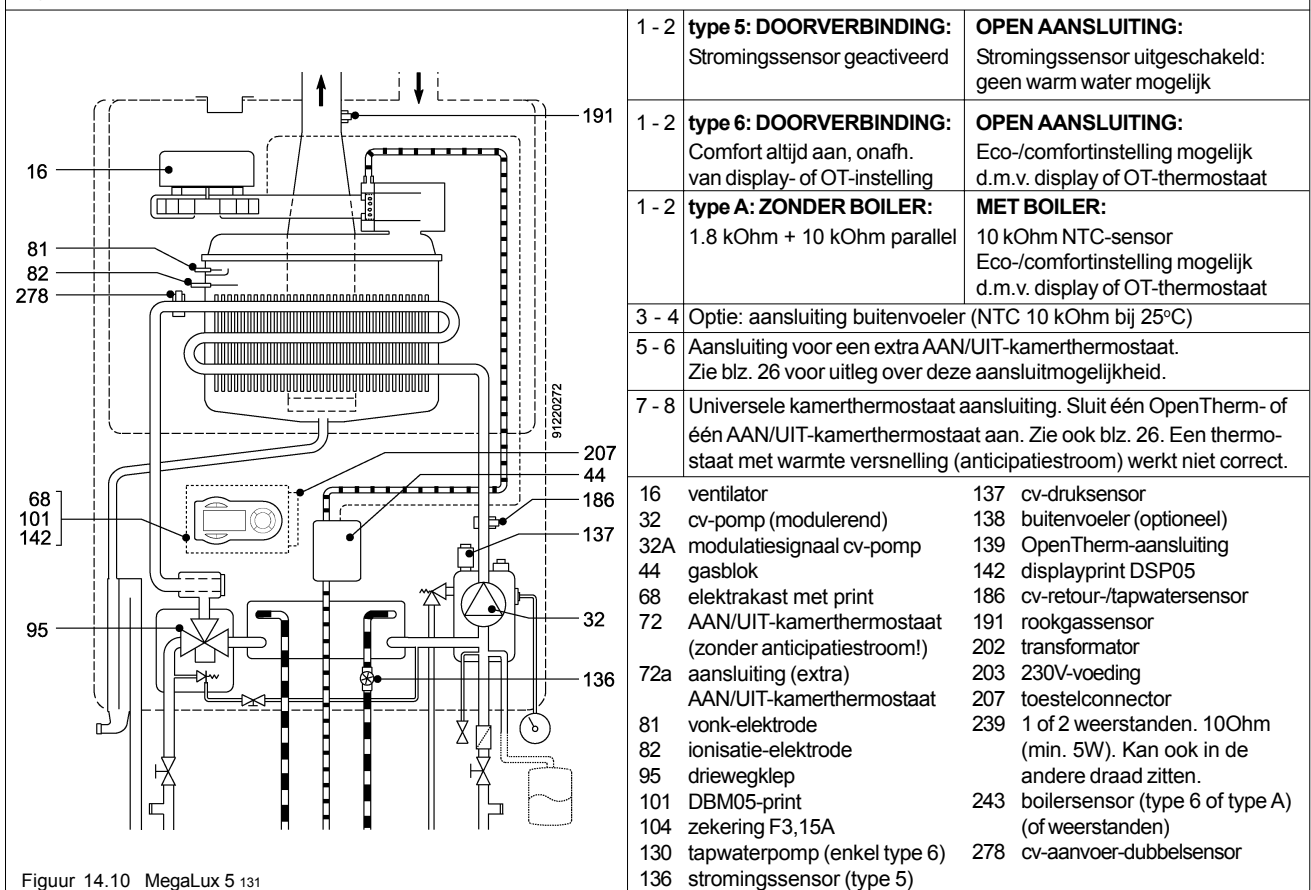 191
16
81
82
278
91220272
207
44
186
68
101
142
137
95
32
136
Figuur 14.10 MegaLux 5 131
1 - 2 type 5: DOORVERBINDING: OPEN AANSLUITING:
Stromingssensor geactiveerd Stromingssensor uitgeschakeld:
geen warm water mogelijk
1 - 2 type 6: DOORVERBINDING: OPEN AANSLUITING:
Comfort altijd aan, onafh. Eco-/comfortinstelling mogelijk
van display- of OT-instelling d.m.v. display of OT-thermostaat
1 - 2 type A: ZONDER BOILER: MET BOILER:
1.8 kOhm + 10 kOhm parallel 10 kOhm NTC-sensor
Eco-/comfortinstelling mogelijk
d.m.v. display of OT-thermostaat
3 - 4 Optie: aansluiting buitenvoeler (NTC 10 kOhm bij 25°C)
5 - 6 Aansluiting voor een extra AAN/UIT-kamerthermostaat.
Zie blz. 26 voor uitleg over deze aansluitmogelijkheid.
7 - 8 Universele kamerthermostaat aansluiting. Sluit één OpenTherm- of
één AAN/UIT-kamerthermostaat aan. Zie ook blz. 26. Een thermo-
staat met warmte versnelling (anticipatiestroom) werkt niet correct.
16 ventilator
32 cv-pomp (modulerend)
32A modulatiesignaal cv-pomp
44 gasblok
68 elektrakast met print
72 AAN/UIT-kamerthermostaat
(zonder anticipatiestroom!)
72a aansluiting (extra)
AAN/UIT-kamerthermostaat
81 vonk-elektrode
82 ionisatie-elektrode
95 driewegklep
101 DBM05-print
104 zekering F3,15A
130 tapwaterpomp (enkel type 6)
136 stromingssensor (type 5)
137 cv-druksensor
138 buitenvoeler (optioneel)
139 OpenTherm-aansluiting
142 displayprint DSP05
186 cv-retour-/tapwatersensor
191 rookgassensor
202 transformator
203 230V-voeding
207 toestelconnector
239 1 of 2 weerstanden. 10Ohm
(min. 5W). Kan ook in de
andere draad zitten.
243 boilersensor (type 6 of type A)
(of weerstanden)
278 cv-aanvoer-dubbelsensor